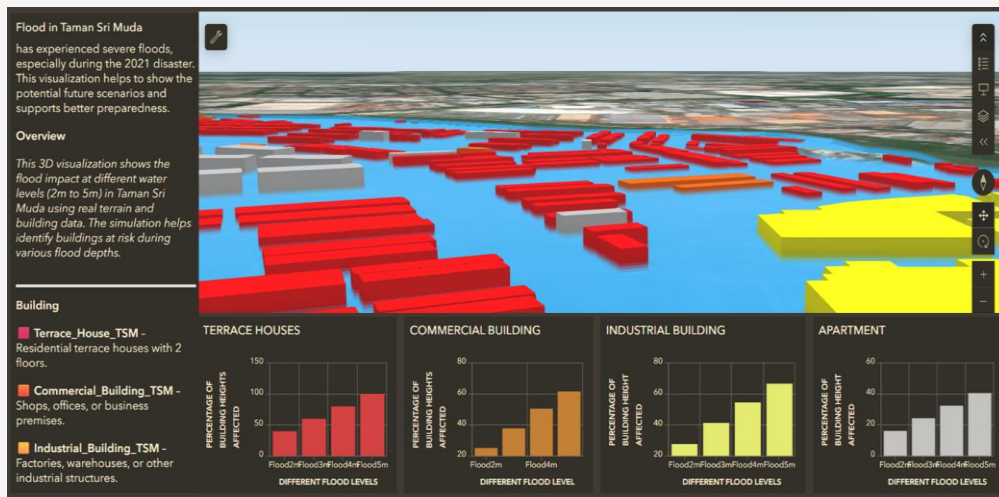 Flood in Taman Sri Muda
has experienced severe floods,
especially during the 2021 disaster.
This visualization helps to show the
potential future scenarios and
supports better preparedness.
Overview
This 3D visualization shows the
flood impact at different water
levels (2m to 5m) in Taman Sri
Muda using real terrain and
building data. The simulation helps
identify buildings at risk during
various flood depths.
Building
Terrace_House_TSM -
Residential terrace houses with 2
floors.
Commercial_Building_TSM -
Shops, offices, or business
premises.
Industrial_Building_TSM -
Factories, warehouses, or other
industrial structures.
TERRACE HOUSES
PERCENTAGE OF
BUILDING HEIGHTS
AFFECTED
150
100
50
0
Flood2m Flood3m Flood4m Flood5m
DIFFERENT FLOOD LEVELS
COMMERCIAL BUILDING
PERCENTAGE OF
BUILDING HEIGHTS
AFFECTED
80
60
40
20
Flood2m Flood4m
DIFFERENT FLOOD LEVEL
INDUSTRIAL BUILDING
PERCENTAGE OF
BUILDING HEIGHT
AFFECTED
80
60
40
20
Flood2m Flood3m Flood4m Flood5m
DIFFERENT FLOOD LEVELS
APARTMENT
PERCENTAGE OF
BUILDING HEIGHT
AFFECTED
60
40
20
0
Flood2m Flood3m Flood4m Flood5m
DIFFERENT FLOOD LEVELS